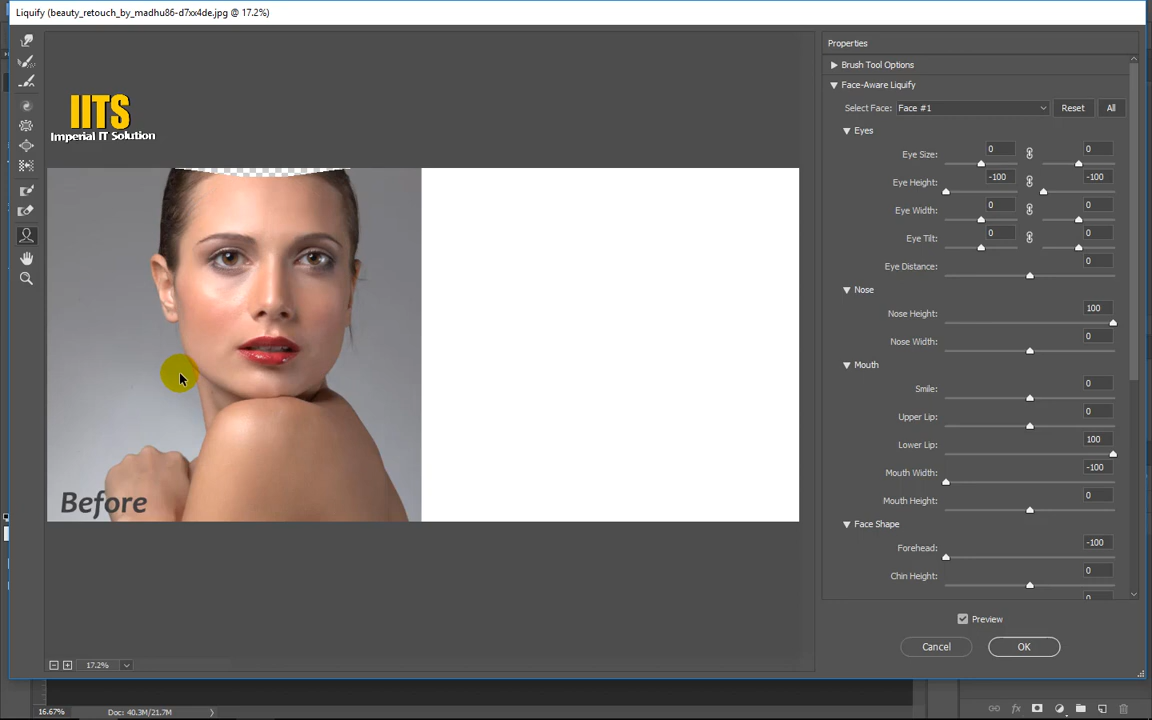 Liquify (beauty_retouch_by_madhu86-d7xx4de.jpg @ 17.2%)
IITS
Imperial IT Solution
Before
17.2%
Properties
Brush Tool Options
Face-Aware Liquify
Select Face: Face #1 Reset All
Eyes
Eye Size: 0 0
Eye Height: -100 -100
Eye Width: 0 0
Eye Tilt: 0 0
Eye Distance: 0
Nose
Nose Height: 100
Nose Width: 0
Mouth
Smile: 0
Upper Lip: 0
Lower Lip: 100
Mouth Width: -100
Mouth Height: 0
Face Shape
Forehead: -100
Chin Height: 0
Preview
Cancel OK
16.67% Doc: 40.3M/21.7M
fx